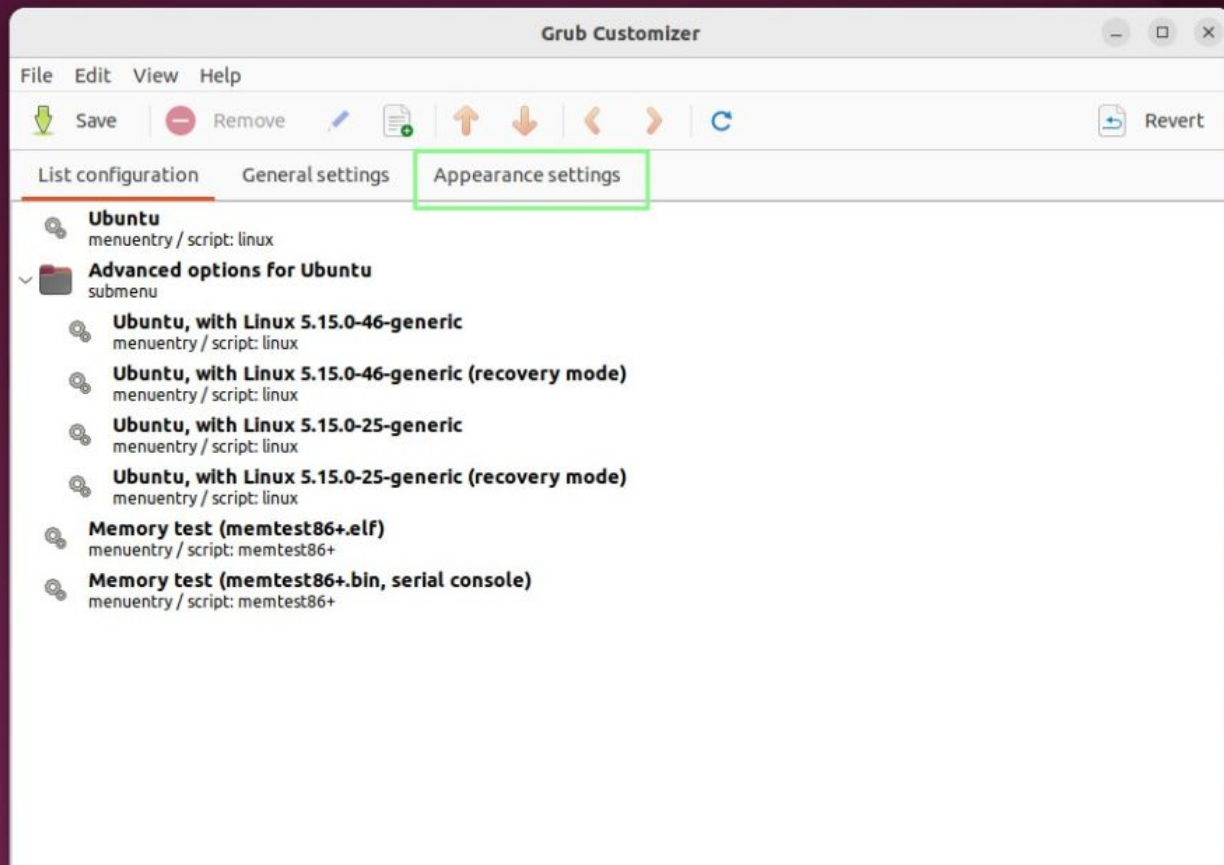 Grub Customizer
File Edit View Help
Save Remove Revert
List configuration General settings Appearance settings
Ubuntu
menuentry / script: linux
Advanced options for Ubuntu
submenu
Ubuntu, with Linux 5.15.0-46-generic
menuentry / script: linux
Ubuntu, with Linux 5.15.0-46-generic (recovery mode)
menuentry / script: linux
Ubuntu, with Linux 5.15.0-25-generic
menuentry / script: linux
Ubuntu, with Linux 5.15.0-25-generic (recovery mode)
menuentry / script: linux
Memory test (memtest86+.elf)
menuentry / script: memtest86+
Memory test (memtest86+.bin, serial console)
menuentry / script: memtest86+